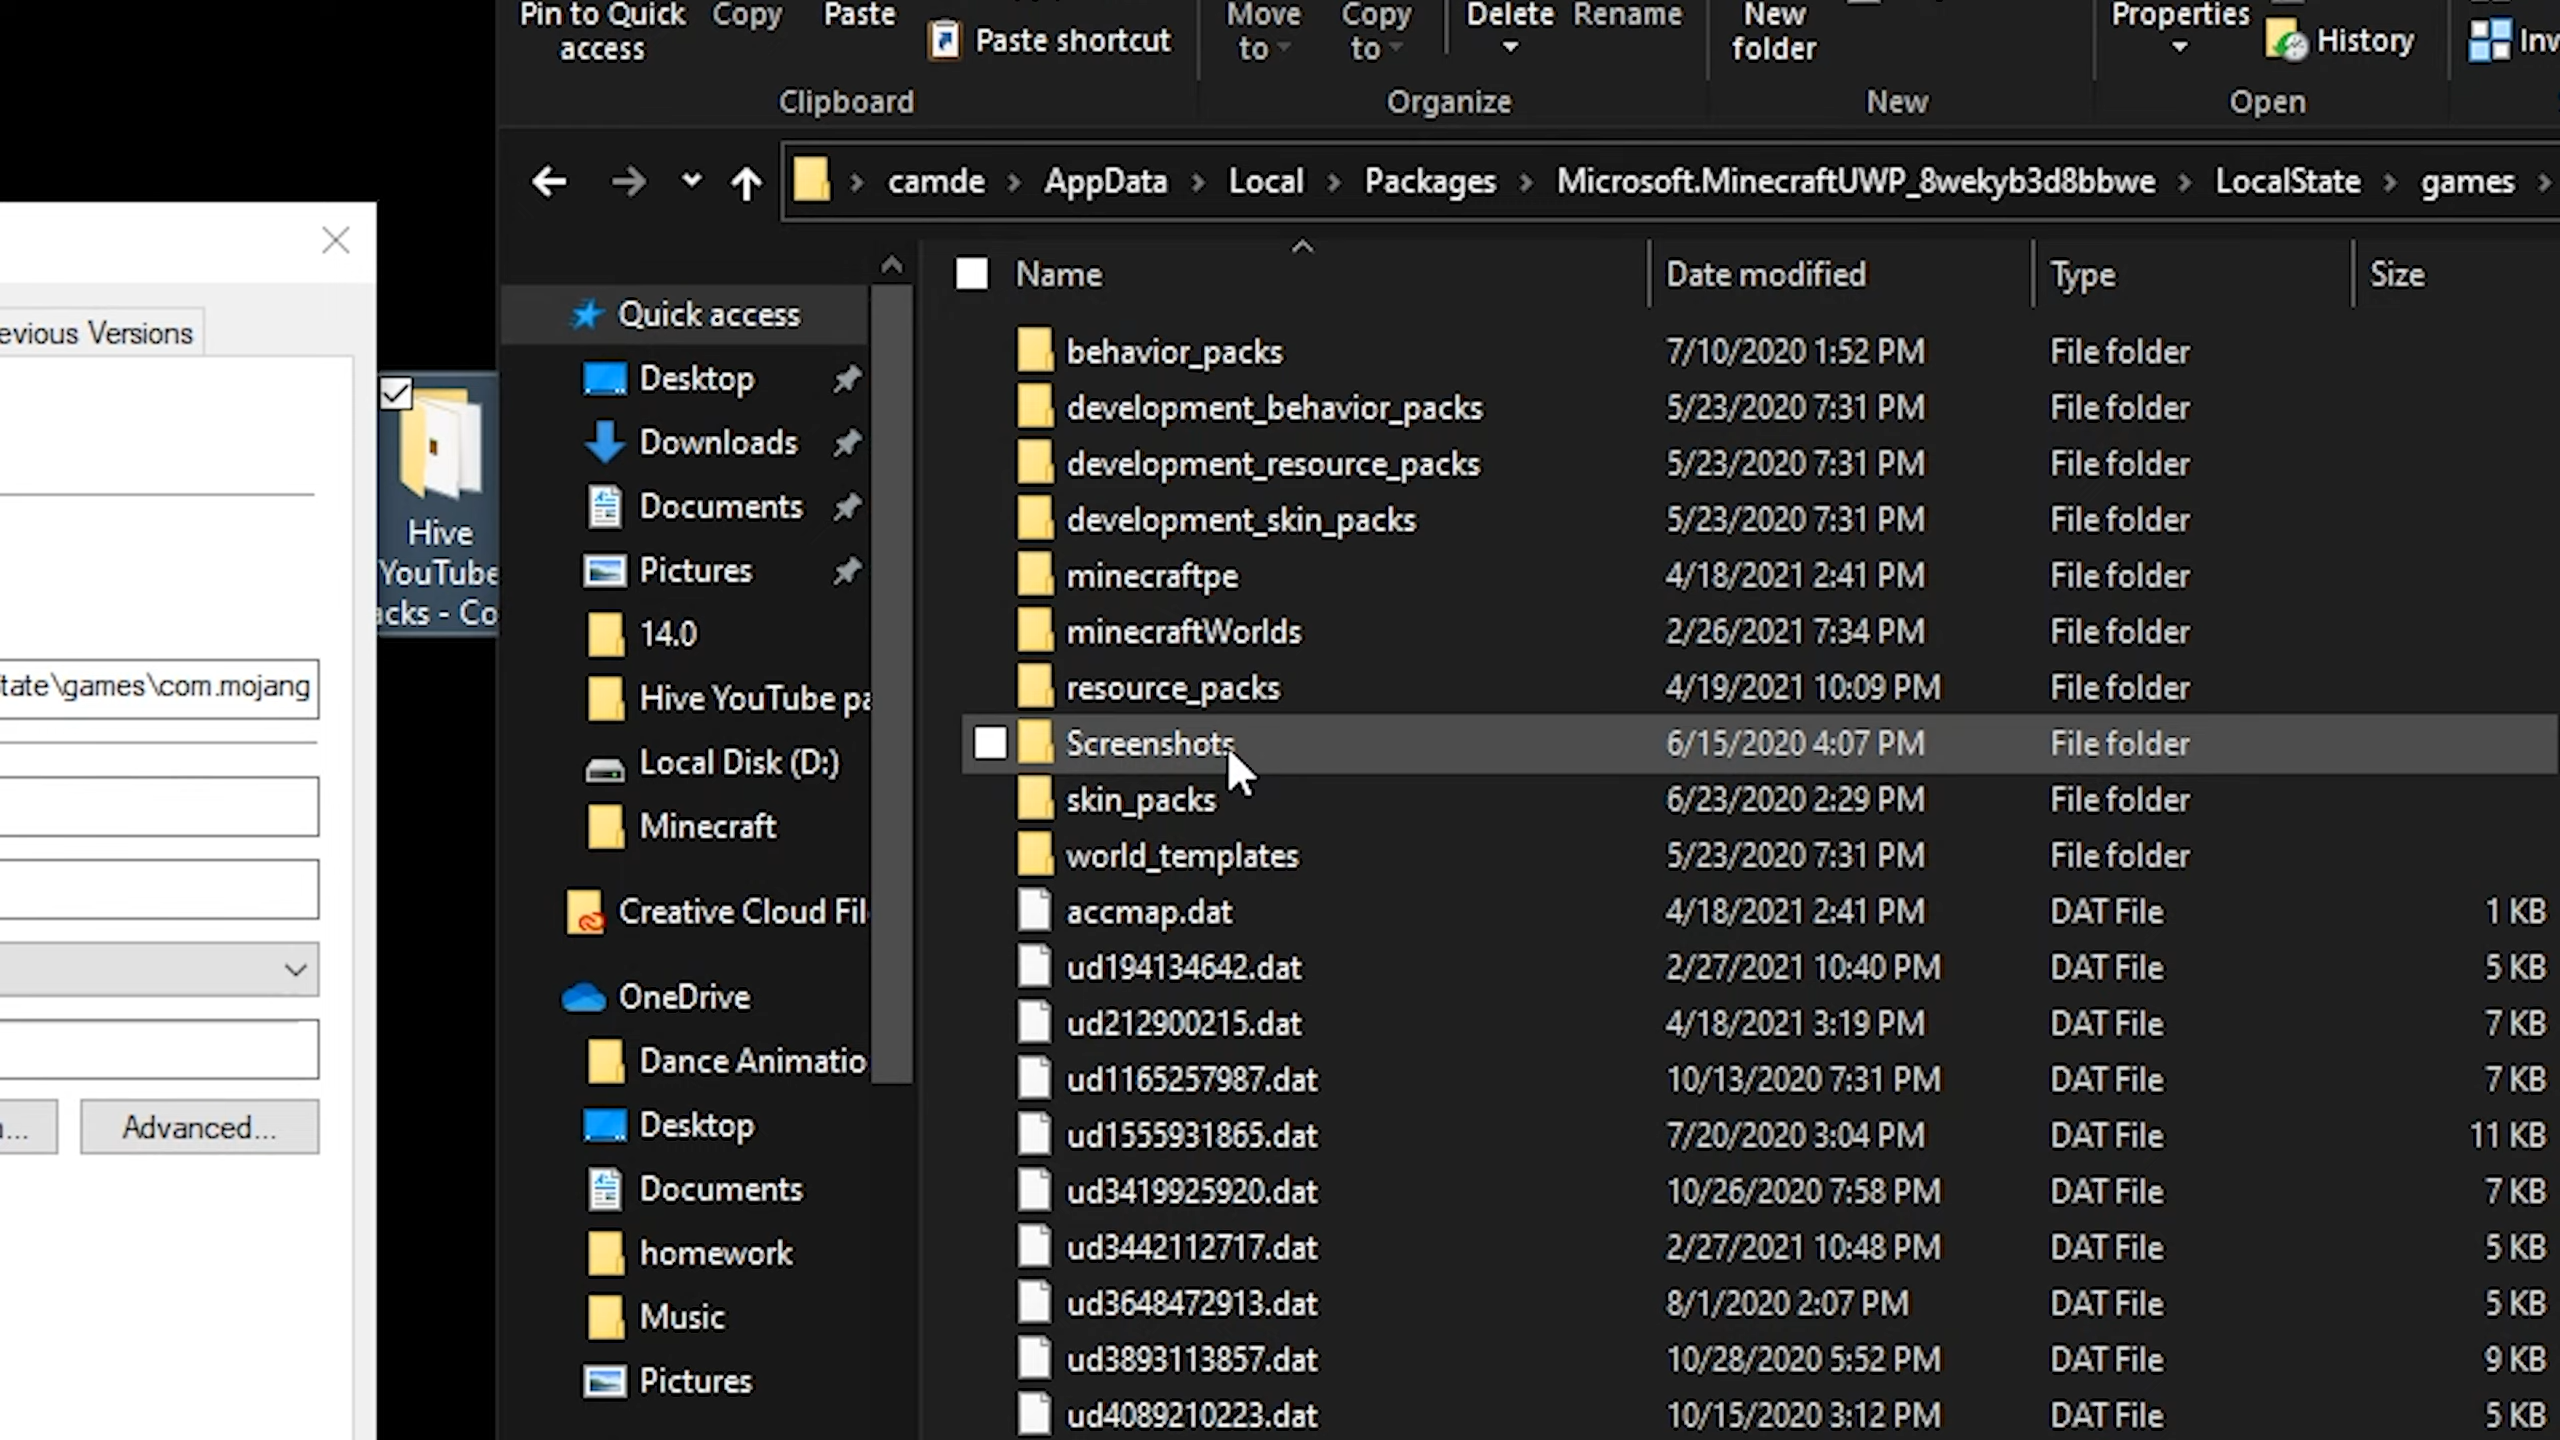 Pin to Quick access
Copy
Paste
Paste shortcut
Move to
Copy to
Delete
Rename
New folder
Properties
History
Clipboard
Organize
New
Open
camde > AppData > Local > Packages > Microsoft.MinecraftUWP_8wekyb3d8bbwe > LocalState > games >
evious Versions
tate\games\com.mojang
Advanced...
Hive
YouTube
acks - Co
Quick access
Desktop
Downloads
Documents
Pictures
14.0
Hive YouTube pa
Local Disk (D:)
Minecraft
Creative Cloud Fil
OneDrive
Dance Animatio
Desktop
Documents
homework
Music
Pictures
Name Date modified Type Size
behavior_packs 7/10/2020 1:52 PM File folder
development_behavior_packs 5/23/2020 7:31 PM File folder
development_resource_packs 5/23/2020 7:31 PM File folder
development_skin_packs 5/23/2020 7:31 PM File folder
minecraftpe 4/18/2021 2:41 PM File folder
minecraftWorlds 2/26/2021 7:34 PM File folder
resource_packs 4/19/2021 10:09 PM File folder
Screenshots 6/15/2020 4:07 PM File folder
skin_packs 6/23/2020 2:29 PM File folder
world_templates 5/23/2020 7:31 PM File folder
accmap.dat 4/18/2021 2:41 PM DAT File 1 KB
ud194134642.dat 2/27/2021 10:40 PM DAT File 5 KB
ud212900215.dat 4/18/2021 3:19 PM DAT File 7 KB
ud1165257987.dat 10/13/2020 7:31 PM DAT File 7 KB
ud1555931865.dat 7/20/2020 3:04 PM DAT File 11 KB
ud3419925920.dat 10/26/2020 7:58 PM DAT File 7 KB
ud3442112717.dat 2/27/2021 10:48 PM DAT File 5 KB
ud3648472913.dat 8/1/2020 2:07 PM DAT File 5 KB
ud3893113857.dat 10/28/2020 5:52 PM DAT File 9 KB
ud4089210223.dat 10/15/2020 3:12 PM DAT File 5 KB